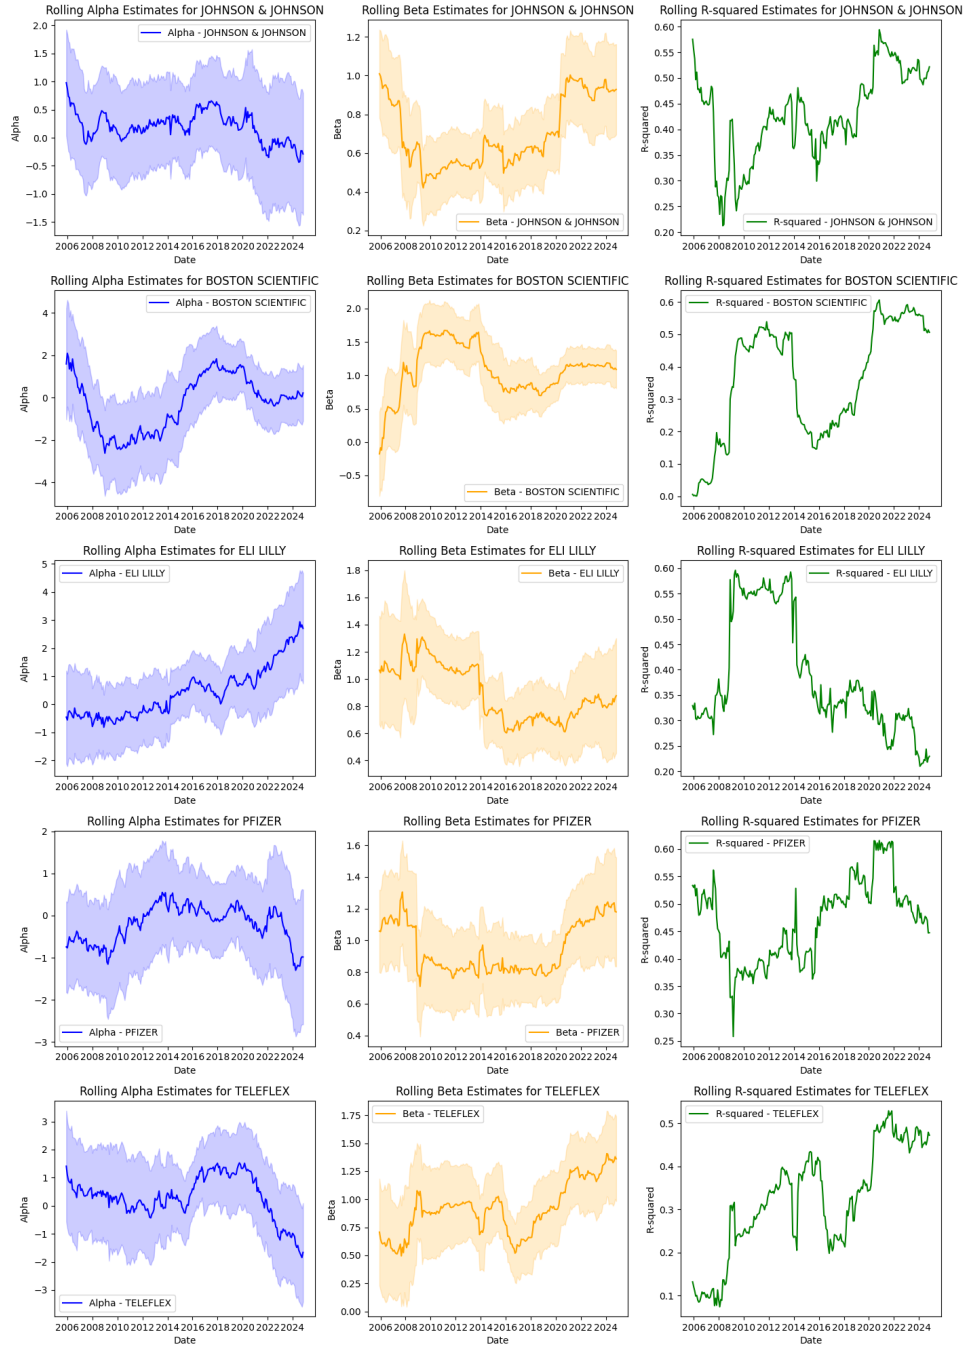 Rolling Alpha Estimates for JOHNSON & JOHNSON
Rolling Beta Estimates for JOHNSON & JOHNSON
Rolling R-squared Estimates for JOHNSON & JOHNSON
2.0
1.5
1.0
0.5
0.0
−0.5
−1.0
−1.5
Alpha
Alpha - JOHNSON & JOHNSON
2006 2008 2010 2012 2014 2016 2018 2020 2022 2024
Date
1.2
1.0
0.8
0.6
0.4
0.2
Beta
Beta - JOHNSON & JOHNSON
2006 2008 2010 2012 2014 2016 2018 2020 2022 2024
Date
0.60
0.55
0.50
0.45
0.40
0.35
0.30
0.25
0.20
R-squared
R-squared - JOHNSON & JOHNSON
2006 2008 2010 2012 2014 2016 2018 2020 2022 2024
Date
Rolling Alpha Estimates for BOSTON SCIENTIFIC
Rolling Beta Estimates for BOSTON SCIENTIFIC
Rolling R-squared Estimates for BOSTON SCIENTIFIC
4
2
0
−2
−4
Alpha
Alpha - BOSTON SCIENTIFIC
2006 2008 2010 2012 2014 2016 2018 2020 2022 2024
Date
2.0
1.5
1.0
0.5
0.0
−0.5
Beta
Beta - BOSTON SCIENTIFIC
2006 2008 2010 2012 2014 2016 2018 2020 2022 2024
Date
0.6
0.5
0.4
0.3
0.2
0.1
0.0
R-squared
R-squared - BOSTON SCIENTIFIC
2006 2008 2010 2012 2014 2016 2018 2020 2022 2024
Date
Rolling Alpha Estimates for ELI LILLY
Rolling Beta Estimates for ELI LILLY
Rolling R-squared Estimates for ELI LILLY
5
4
3
2
1
0
−1
−2
Alpha
Alpha - ELI LILLY
2006 2008 2010 2012 2014 2016 2018 2020 2022 2024
Date
1.8
1.6
1.4
1.2
1.0
0.8
0.6
0.4
Beta
Beta - ELI LILLY
2006 2008 2010 2012 2014 2016 2018 2020 2022 2024
Date
0.60
0.55
0.50
0.45
0.40
0.35
0.30
0.25
0.20
R-squared
R-squared - ELI LILLY
2006 2008 2010 2012 2014 2016 2018 2020 2022 2024
Date
Rolling Alpha Estimates for PFIZER
Rolling Beta Estimates for PFIZER
Rolling R-squared Estimates for PFIZER
2
1
0
−1
−2
−3
Alpha
Alpha - PFIZER
2006 2008 2010 2012 2014 2016 2018 2020 2022 2024
Date
1.6
1.4
1.2
1.0
0.8
0.6
0.4
Beta
Beta - PFIZER
2006 2008 2010 2012 2014 2016 2018 2020 2022 2024
Date
0.60
0.55
0.50
0.45
0.40
0.35
0.30
0.25
R-squared
R-squared - PFIZER
2006 2008 2010 2012 2014 2016 2018 2020 2022 2024
Date
Rolling Alpha Estimates for TELEFLEX
Rolling Beta Estimates for TELEFLEX
Rolling R-squared Estimates for TELEFLEX
3
2
1
0
−1
−2
−3
Alpha
Alpha - TELEFLEX
2006 2008 2010 2012 2014 2016 2018 2020 2022 2024
Date
1.75
1.50
1.25
1.00
0.75
0.50
0.25
0.00
Beta
Beta - TELEFLEX
2006 2008 2010 2012 2014 2016 2018 2020 2022 2024
Date
0.5
0.4
0.3
0.2
0.1
R-squared
R-squared - TELEFLEX
2006 2008 2010 2012 2014 2016 2018 2020 2022 2024
Date